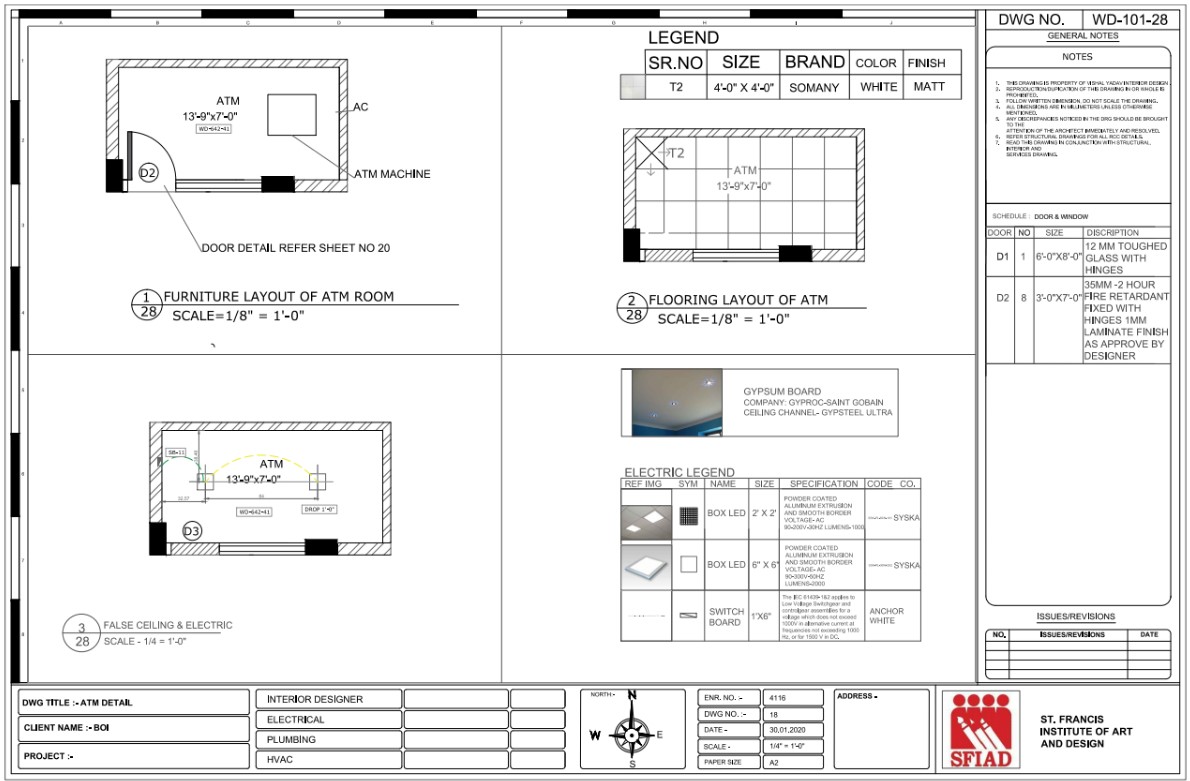 A B C D E F G H I J
DWG NO. WD-101-28
GENERAL NOTES
NOTES
1. THIS DRAWING IS PROPERTY OF VISHAL YADAV INTERIOR DESIGN.
2. REPRODUCTION/DUPLICATION OF THIS DRAWING IN OR WHOLE IS
PROHIBITED.
3. FOLLOW WRITTEN DIMENSION, DO NOT SCALE THE DRAWING.
4. ALL DIMENSIONS ARE IN MILLIMETERS UNLESS OTHERWISE
MENTIONED.
5. ANY DISCREPANCIES NOTICED IN THE DRG SHOULD BE BROUGHT
TO THE
ATTENTION OF THE ARCHITECT IMMEDIATELY AND RESOLVED.
6. REFER STRUCTURAL DRAWINGS FOR ALL RCC DETAILS.
7. READ THIS DRAWING IN CONJUNCTION WITH STRUCTURAL,
INTERIOR AND
SERVICES DRAWING.
SCHEDULE : DOOR & WINDOW
DOOR NO SIZE DISCRIPTION
D1 1 6'-0"X8'-0" 12 MM TOUGHED
GLASS WITH
HINGES
D2 8 3'-0"X7'-0" 35MM -2 HOUR
FIRE RETARDANT
FIXED WITH
HINGES 1MM
LAMINATE FINISH
AS APPROVE BY
DESIGNER
ISSUES/REVISIONS
NO. ISSUES/REVISIONS DATE
ATM
13'-9"x7'-0"
WD-642-41
AC
ATM MACHINE
D2
DOOR DETAIL REFER SHEET NO 20
1 FURNITURE LAYOUT OF ATM ROOM
28 SCALE=1/8" = 1'-0"
LEGEND
SR.NO SIZE BRAND COLOR FINISH
T2 4'-0" X 4'-0" SOMANY WHITE MATT
T2
ATM
13'-9"x7'-0"
2 FLOORING LAYOUT OF ATM
28 SCALE=1/8" = 1'-0"
SB-11
ATM
13'-9"x7'-0"
WD-642-41
DROP 1'-0"
D3
3 FALSE CEILING & ELECTRIC
28 SCALE - 1/4 = 1'-0"
GYPSUM BOARD
COMPANY: GYPROC-SAINT GOBAIN
CEILING CHANNEL- GYPSTEEL ULTRA
ELECTRIC LEGEND
REF IMG SYM NAME SIZE SPECIFICATION CODE CO.
BOX LED 2' X 2' POWDER COATED
ALUMINUM EXTRUSION
AND SMOOTH BORDER
VOLTAGE- AC
LUMENS-1000
SYSKA
BOX LED 6" X 6" POWDER COATED
ALUMINUM EXTRUSION
AND SMOOTH BORDER
VOLTAGE- AC
SYSKA
SWITCH
BOARD
1'X6"
The IEC 61439-1&2 applies to
Low Voltage Switchgear and
controlgear assemblies for a
voltage which does not exceed
1000V in alternative current at
frequencies not exceeding 1000
Hz, or for 1500 V in DC.
ANCHOR
WHITE
DWG TITLE :- ATM DETAIL
CLIENT NAME :- BOI
PROJECT :-
INTERIOR DESIGNER
ELECTRICAL
PLUMBING
HVAC
NORTH:-
N
W E
S
ENR. NO. :- 4116
DWG NO. :- 18
DATE - 30,01,2020
SCALE - 1/4" = 1'-0"
PAPER SIZE A2
ADDRESS -
SFIAD
ST. FRANCIS
INSTITUTE OF ART
AND DESIGN